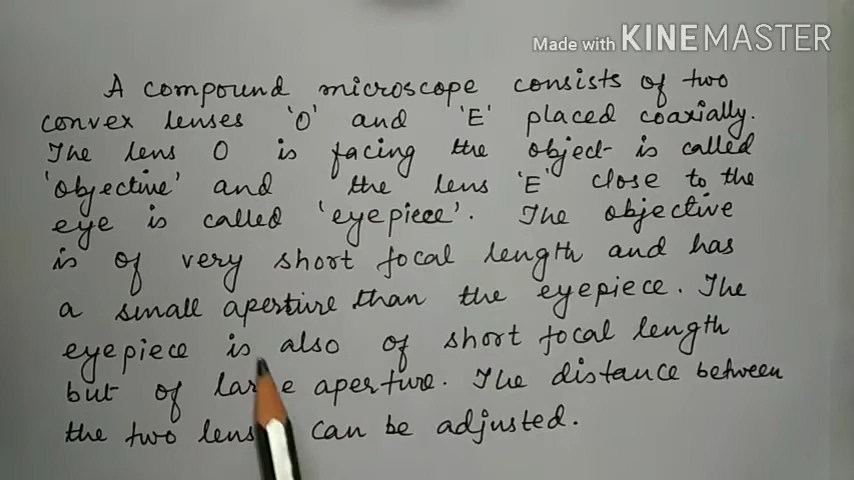 Made with KINEMASTER
A compound microscope consists of two
convex lenses 'O' and 'E' placed coaxially.
The lens O is facing the object is called
'objective' and the lens 'E' close to the
eye is called 'eyepiece'. The objective
is of very short focal length and has
a small aperture than the eyepiece. The
eyepiece is also of short focal length
but of large aperture. The distance between
the two lens can be adjusted.